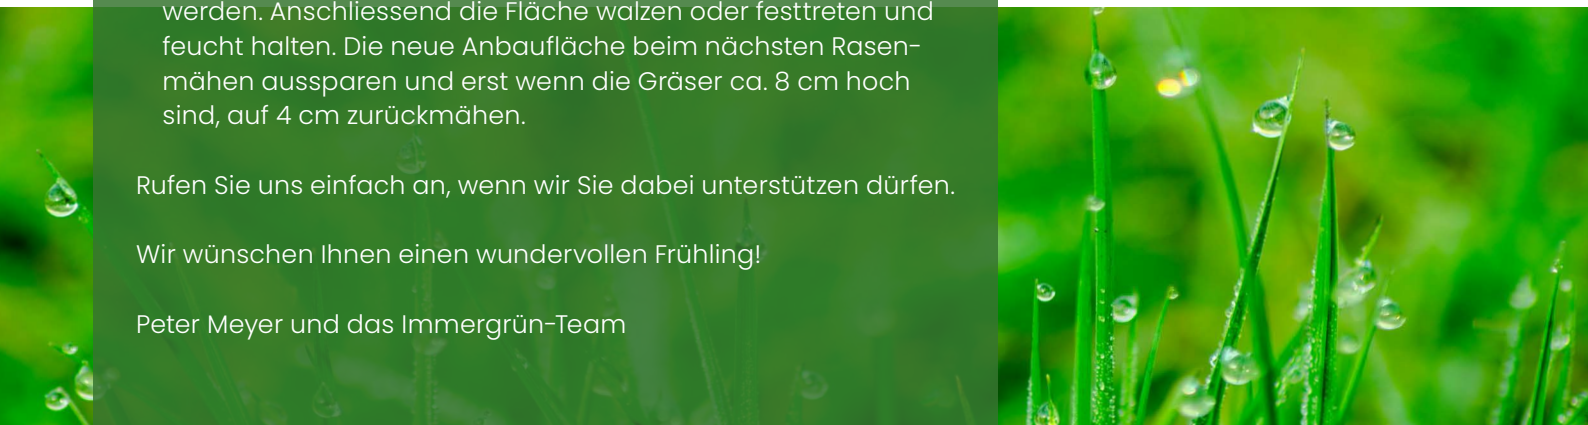 werden. Anschliessend die Fläche walzen oder festtreten und
feucht halten. Die neue Anbaufläche beim nächsten Rasen-
mähen aussparen und erst wenn die Gräser ca. 8 cm hoch
sind, auf 4 cm zurückmähen.
Rufen Sie uns einfach an, wenn wir Sie dabei unterstützen dürfen.
Wir wünschen Ihnen einen wundervollen Frühling!
Peter Meyer und das Immergrün-Team